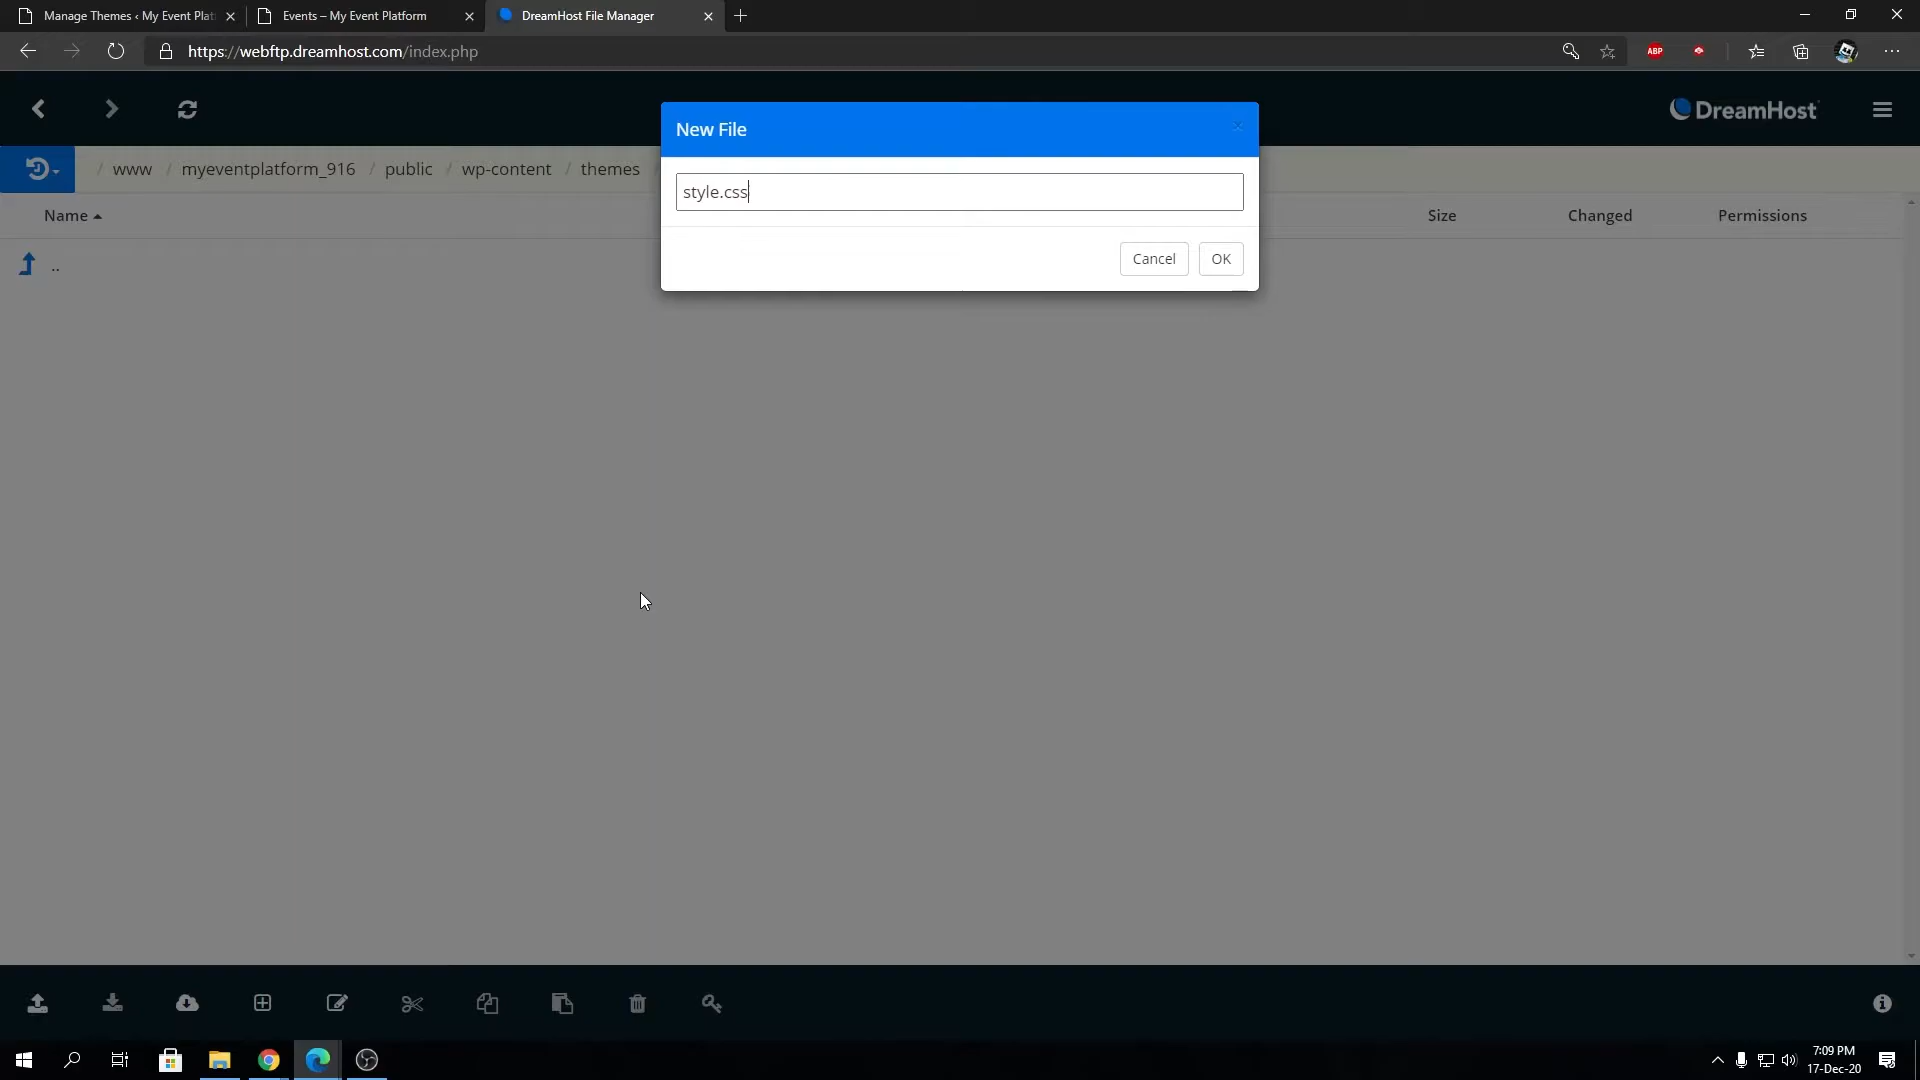 Manage Themes ‹ My Event Plat
Events – My Event Platform
DreamHost File Manager
https://webftp.dreamhost.com/index.php
ABP
DreamHost
New File
style.css
Cancel
OK
/ www / myeventplatform_916 / public / wp-content / themes
Name
Size
Changed
Permissions
..
7:09 PM
17-Dec-20